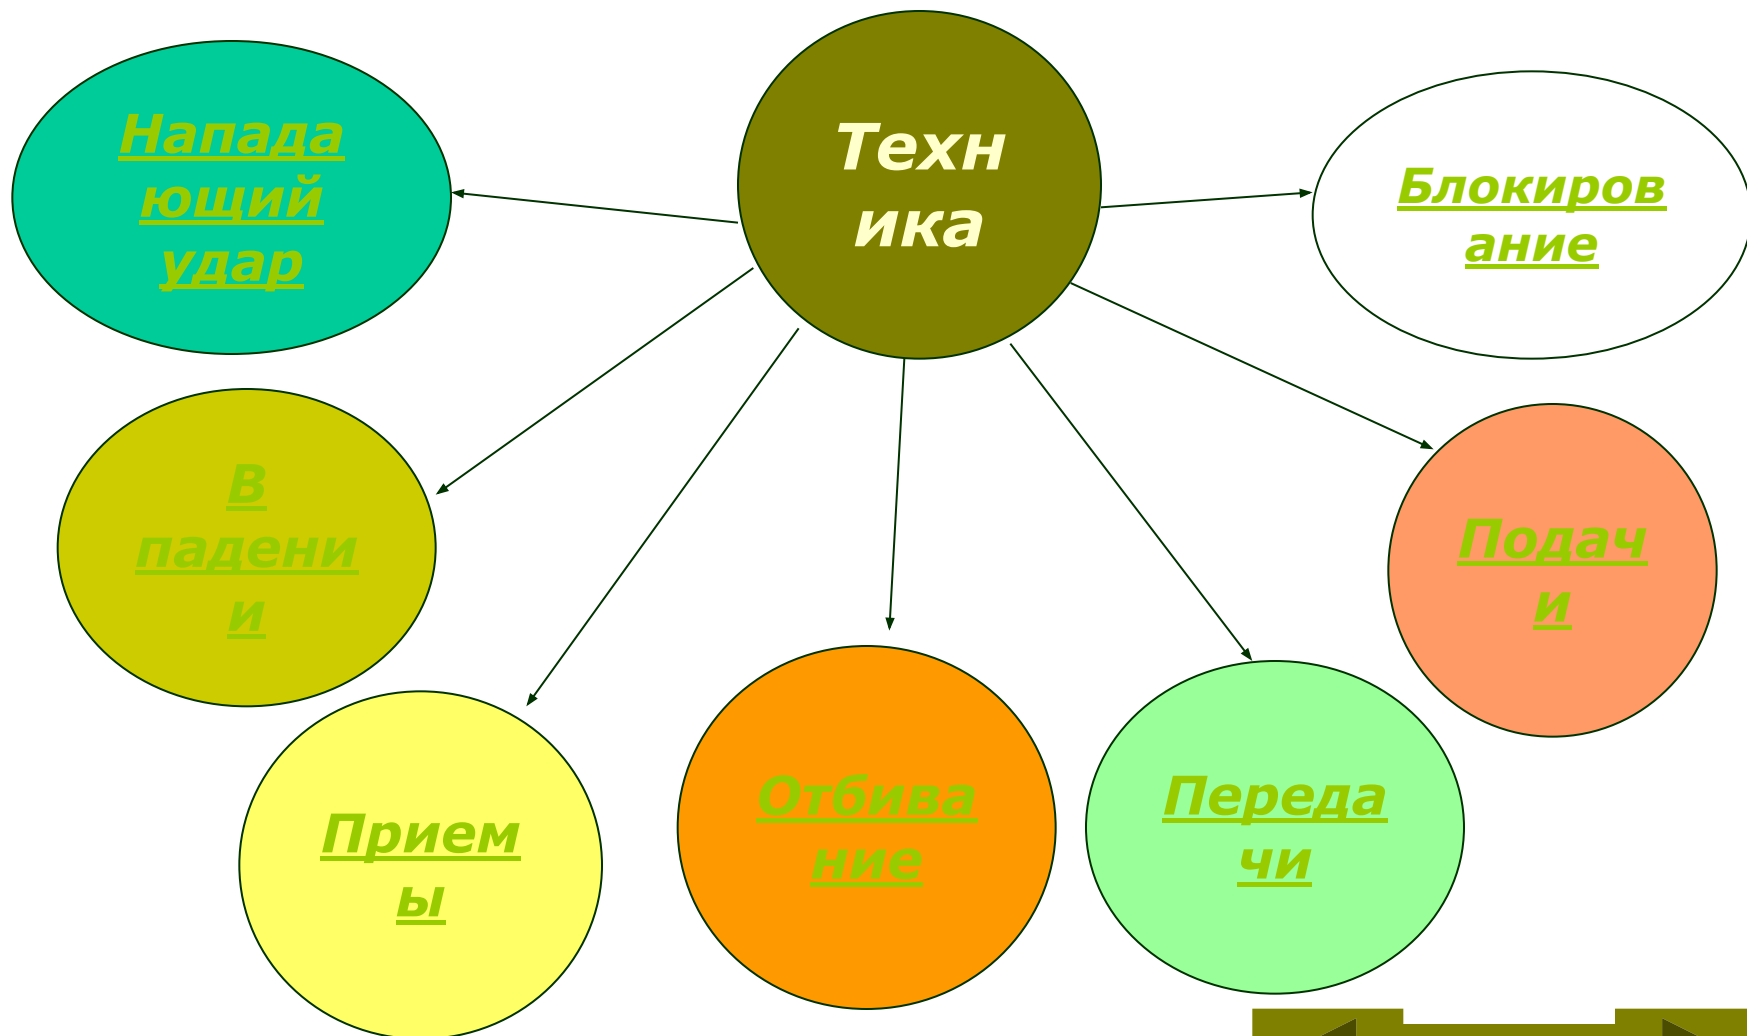 Техн
ика
Напада
ющий
удар
Блокиров
ание
В
падени
и
Подач
и
Прием
ы
Отбива
ние
Переда
чи